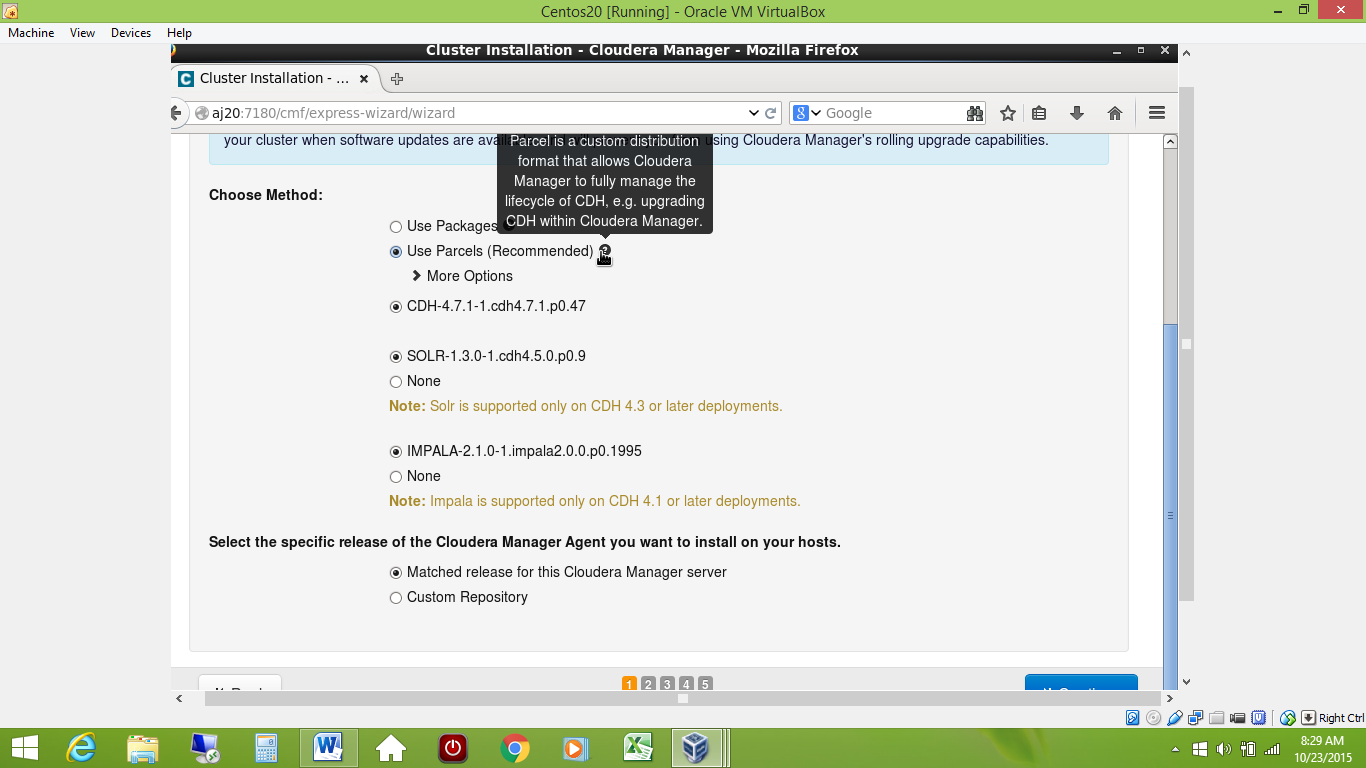 Centos20 [Running] - Oracle VM VirtualBox
Machine View Devices Help
Cluster Installation - Cloudera Manager - Mozilla Firefox
Cluster Installation - ...
aj20:7180/cmf/express-wizard/wizard
Google
your cluster when software updates are using Cloudera Manager's rolling upgrade capabilities.
Parcel is a custom distribution
format that allows Cloudera
Manager to fully manage the
lifecycle of CDH, e.g. upgrading
CDH within Cloudera Manager.
Choose Method:
Use Packages
Use Parcels (Recommended)
More Options
CDH-4.7.1-1.cdh4.7.1.p0.47
SOLR-1.3.0-1.cdh4.5.0.p0.9
None
Note: Solr is supported only on CDH 4.3 or later deployments.
IMPALA-2.1.0-1.impala2.0.0.p0.1995
None
Note: Impala is supported only on CDH 4.1 or later deployments.
Select the specific release of the Cloudera Manager Agent you want to install on your hosts.
Matched release for this Cloudera Manager server
Custom Repository
1 2 3 4 5
Right Ctrl
8:29 AM
10/23/2015